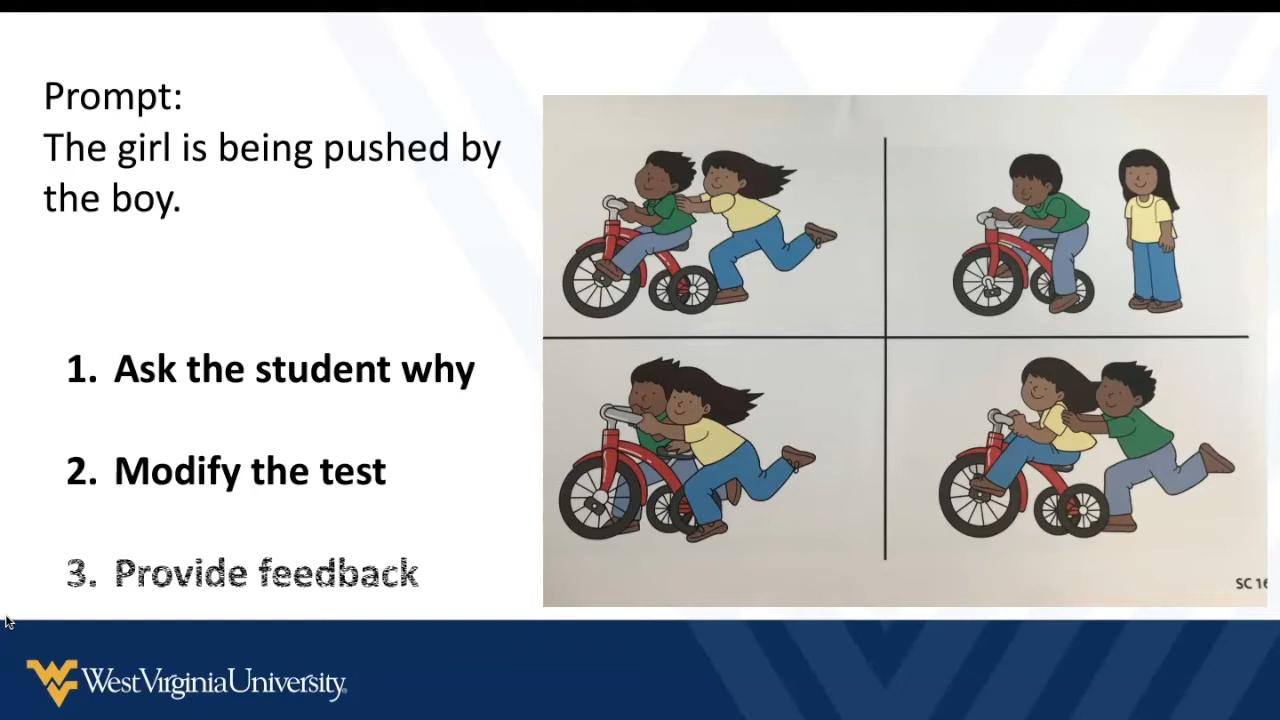 Prompt:
The girl is being pushed by
the boy.
1. Ask the student why
2. Modify the test
3. Provide feedback
SC 16
WestVirginiaUniversity.